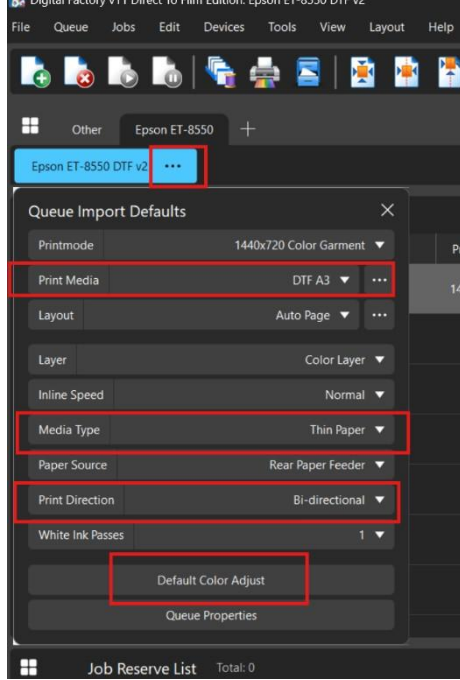 Digital Factory V11 Direct To Film Edition: Epson ET-8550 DTF v2
File Queue Jobs Edit Devices Tools View Layout Help
Other Epson ET-8550
Epson ET-8550 DTF v2 ...
Queue Import Defaults
Printmode 1440x720 Color Garment
Print Media DTF A3 ...
Layout Auto Page ...
Layer Color Layer
Inline Speed Normal
Media Type Thin Paper
Paper Source Rear Paper Feeder
Print Direction Bi-directional
White Ink Passes 1
Default Color Adjust
Queue Properties
Job Reserve List Total: 0